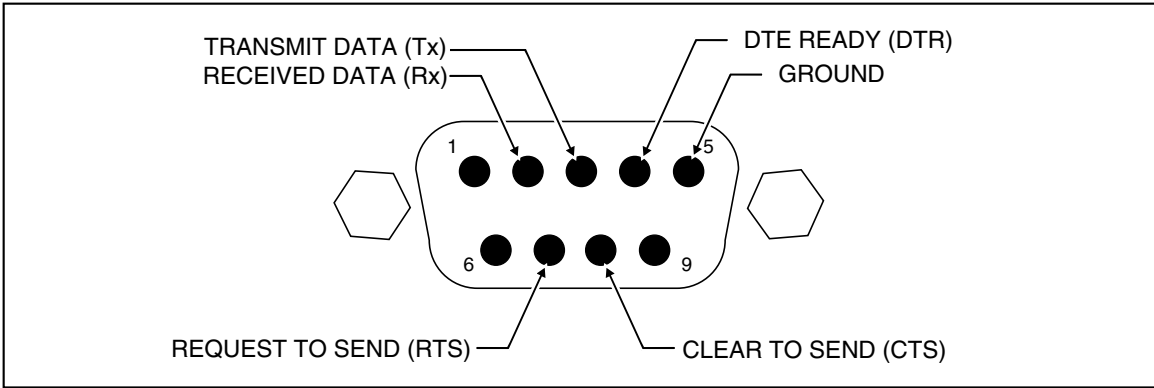 TRANSMIT DATA (Tx)
DTE READY (DTR)
RECEIVED DATA (Rx)
GROUND
1
5
6
9
REQUEST TO SEND (RTS)
CLEAR TO SEND (CTS)